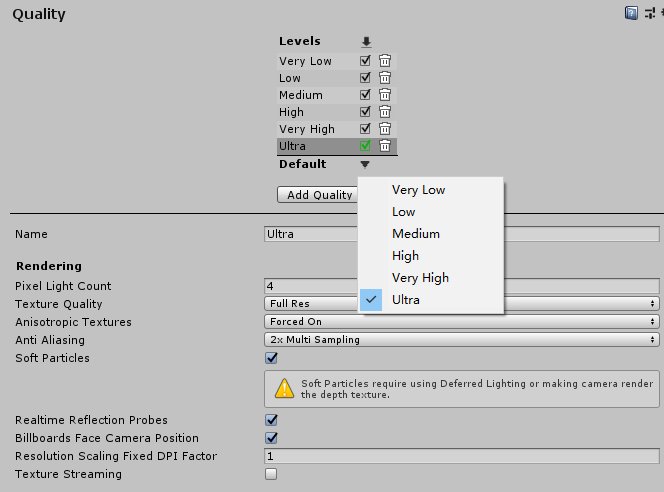 Quality
Levels
Very Low
Low
Medium
High
Very High
Ultra
Default
Add Quality
Very Low
Low
Medium
High
Very High
Ultra
Name Ultra
Rendering
Pixel Light Count 4
Texture Quality Full Res
Anisotropic Textures Forced On
Anti Aliasing 2x Multi Sampling
Soft Particles
Soft Particles require using Deferred Lighting or making camera render
the depth texture.
Realtime Reflection Probes
Billboards Face Camera Position
Resolution Scaling Fixed DPI Factor 1
Texture Streaming